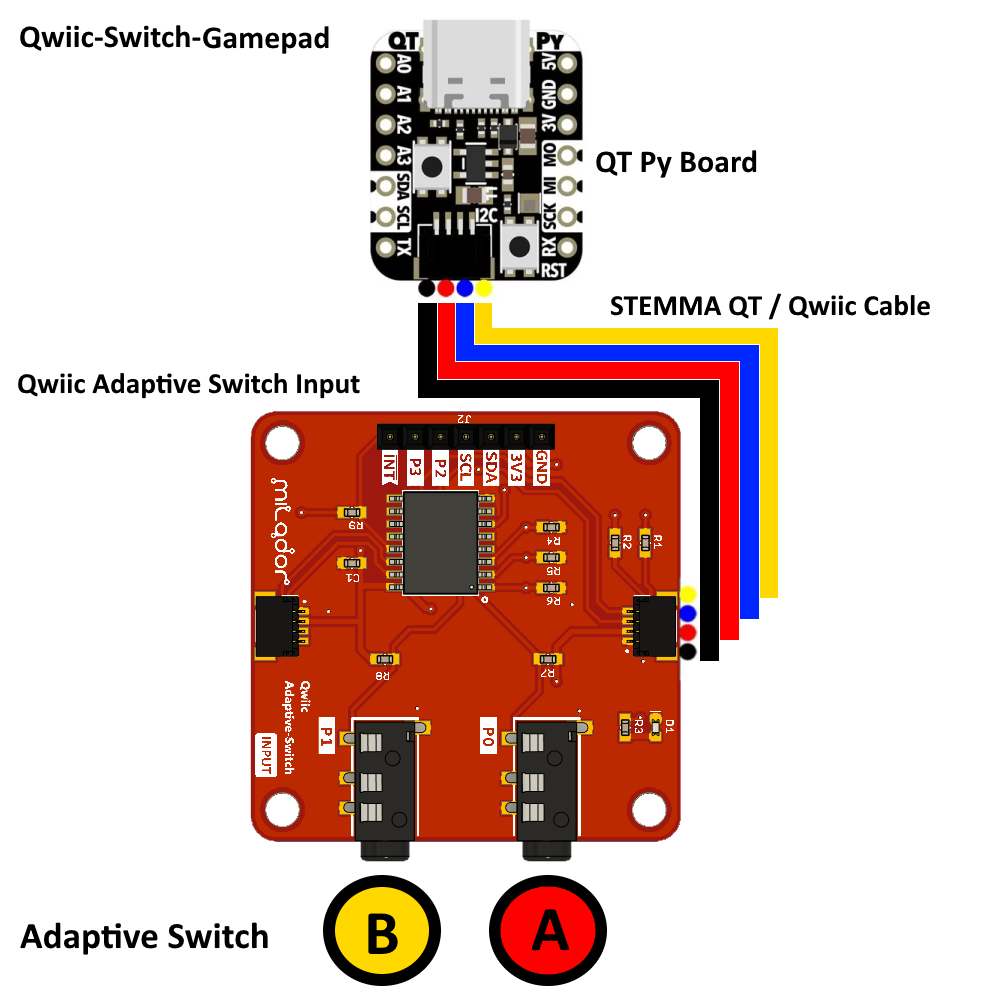 Qwiic-Switch-Gamepad
QT PY
A0 5V
A1 GND
A2 3V
A3 MO
SDA MI
SCL SCK
TX RX
I2C
RST
QT Py Board
STEMMA QT / Qwiic Cable
Qwiic Adaptive Switch Input
J2
INT P3 P2 SCL SDA 3V3 GND
milador
R9
C1
R4
R5
R6
R2 R1
R8
R7
R3 D1
Qwiic
Adaptive-Switch
INPUT
P1
P0
B
A
Adaptive Switch